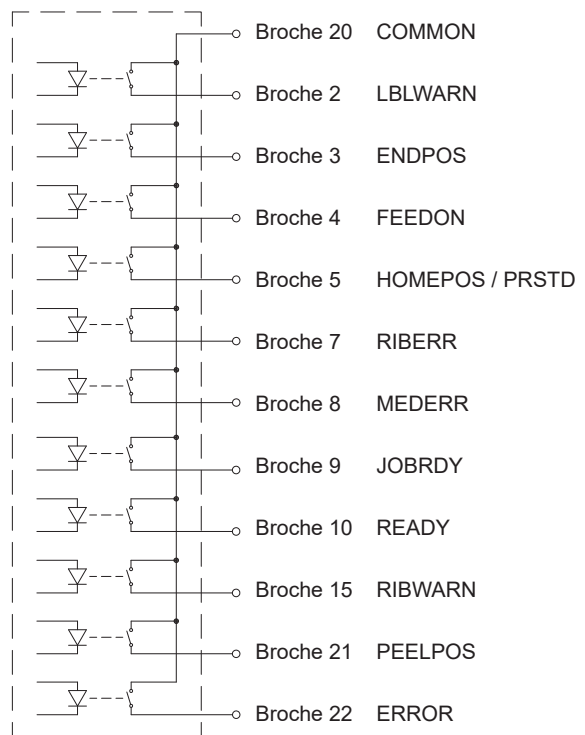 Broche 20 COMMON
Broche 2 LBLWARN
Broche 3 ENDPOS
Broche 4 FEEDON
Broche 5 HOMEPOS / PRSTD
Broche 7 RIBERR
Broche 8 MEDERR
Broche 9 JOBRDY
Broche 10 READY
Broche 15 RIBWARN
Broche 21 PEELPOS
Broche 22 ERROR